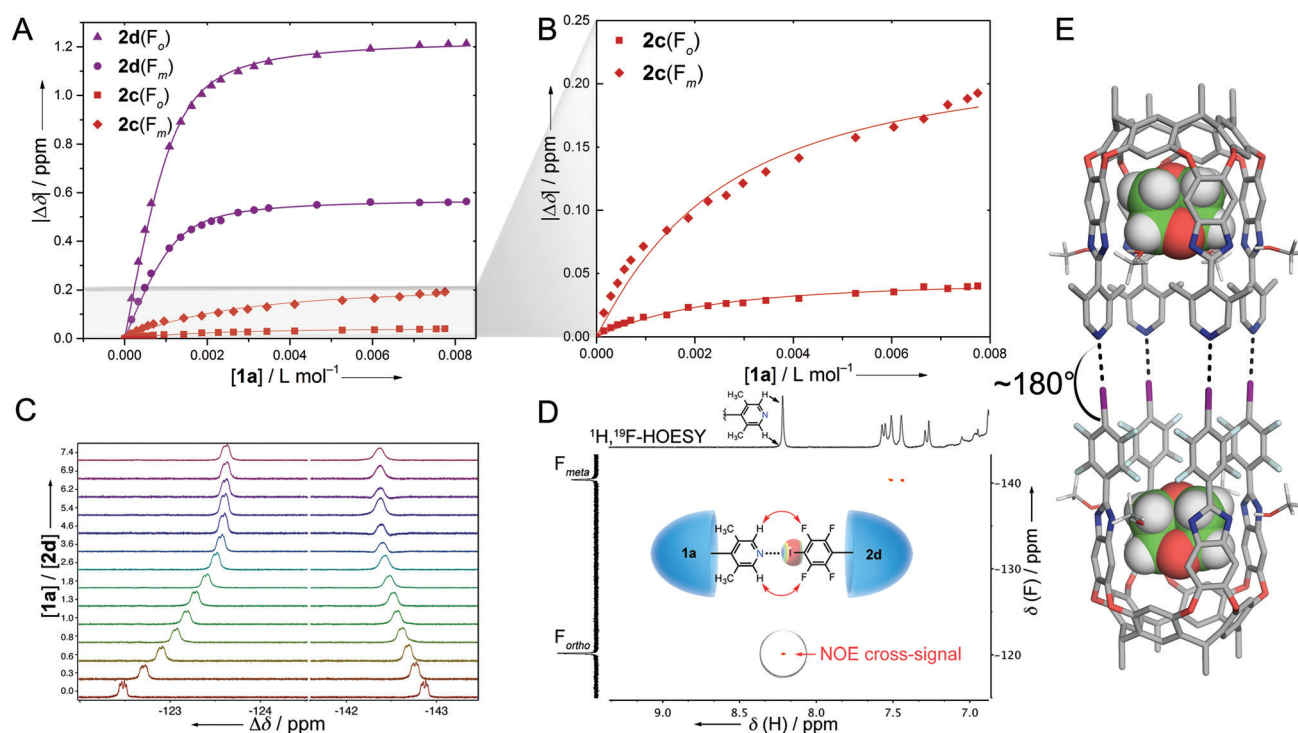 A
2d(Fo)
2d(Fm)
2c(Fo)
2c(Fm)
|Δδ| / ppm
1.2
1.0
0.8
0.6
0.4
0.2
0.0
0.000 0.002 0.004 0.006 0.008
[1a] / L mol⁻¹
B
2c(Fo)
2c(Fm)
|Δδ| / ppm
0.25
0.20
0.15
0.10
0.05
0.00
0.000 0.002 0.004 0.006 0.008
[1a] / L mol⁻¹
C
[1a] / [2d]
7.4
6.9
6.2
5.1
4.6
3.6
2.6
1.8
1.3
1.0
0.8
0.6
0.3
0.0
-123 -124 -142 -143
Δδ / ppm
D
¹H,¹⁹F-HOESY
CH₃ H
N
CH₃ H
Fmeta
Fortho
1a
H₃C H F F
N I
H₃C H F F
2d
NOE cross-signal
-140
-130
-120
δ (F) / ppm
9.0 8.5 8.0 7.5 7.0
δ (H) / ppm
E
~180°